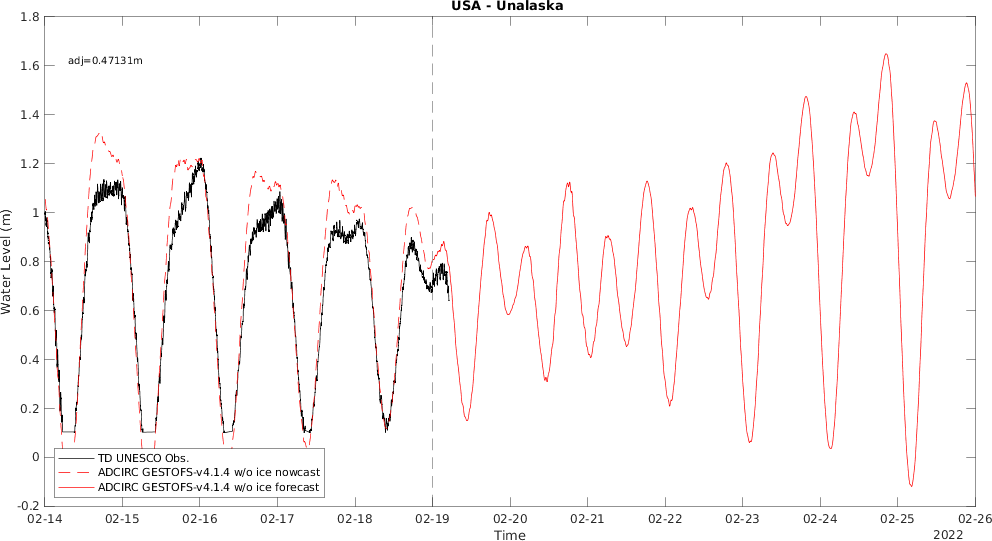 USA - Unalaska
1.8
1.6
adj=0.47131m
1.4
1.2
1
0.8
Water Level (m)
0.6
0.4
0.2
0
-0.2
TD UNESCO Obs.
ADCIRC GESTOFS-v4.1.4 w/o ice nowcast
ADCIRC GESTOFS-v4.1.4 w/o ice forecast
02-14 02-15 02-16 02-17 02-18 02-19 02-20 02-21 02-22 02-23 02-24 02-25 02-26
Time
2022